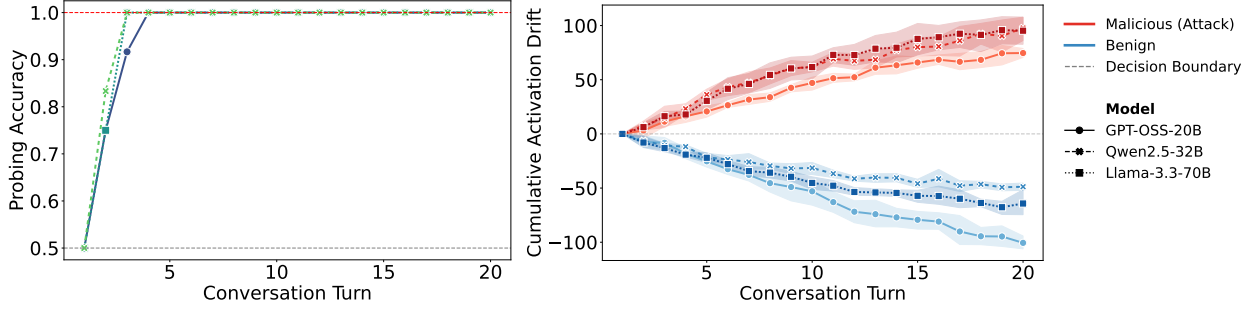 Probing Accuracy
1.0
0.9
0.8
0.7
0.6
0.5
5
10
15
20
Conversation Turn
Cumulative Activation Drift
100
50
0
−50
−100
5
10
15
20
Conversation Turn
Malicious (Attack)
Benign
Decision Boundary
Model
GPT-OSS-20B
Qwen2.5-32B
Llama-3.3-70B